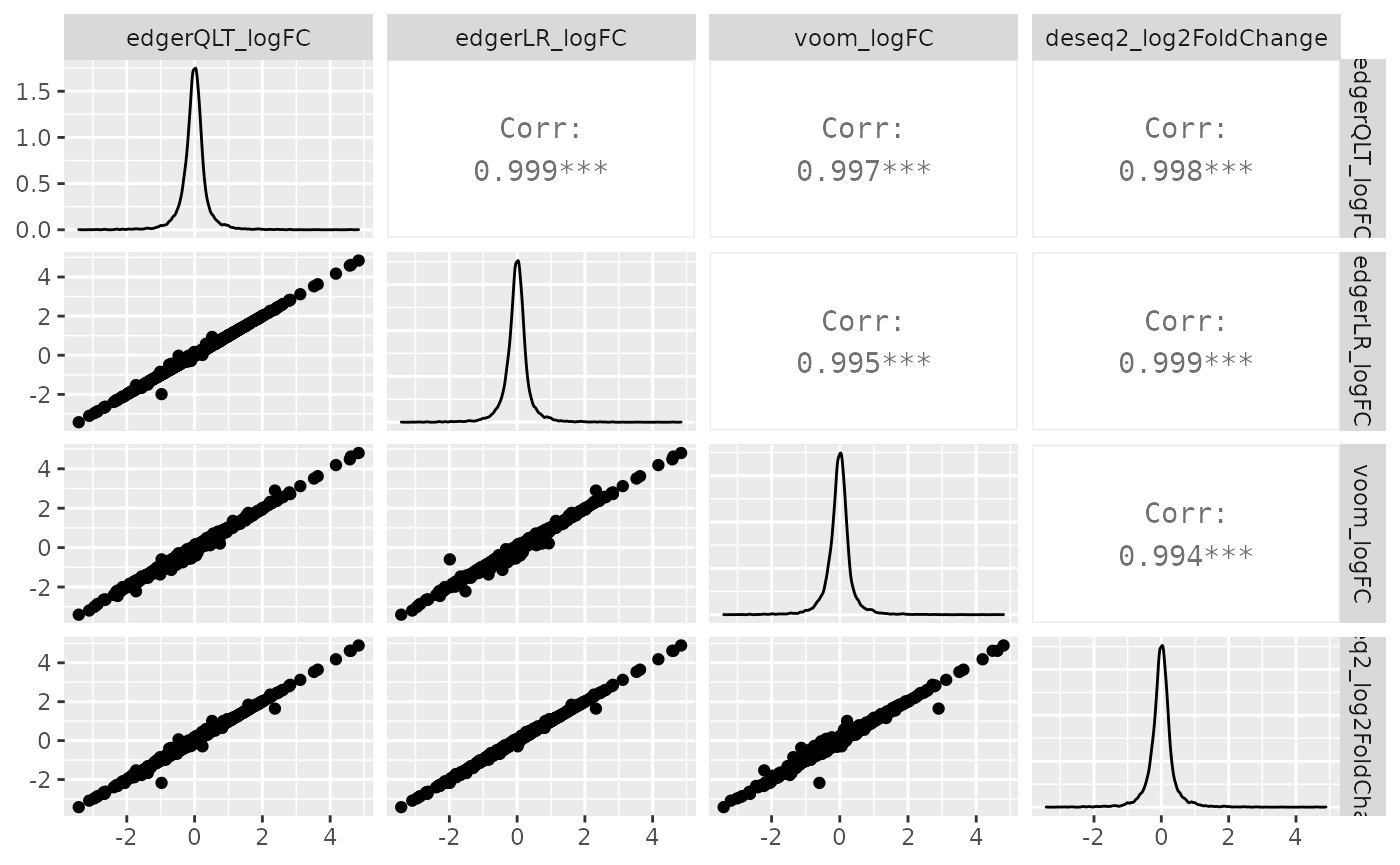 edgerQLT_logFC edgerLR_logFC voom_logFC deseq2_log2FoldChange
1.5
1.0
0.5
0.0
Corr:
0.999***
Corr:
0.997***
Corr:
0.998***
edgerQLT_logFC
4
2
0
-2
Corr:
0.995***
Corr:
0.999***
edgerLR_logFC
4
2
0
-2
Corr:
0.994***
voom_logFC
4
2
0
-2
eq2_log2FoldCha
-2 0 2 4 -2 0 2 4 -2 0 2 4 -2 0 2 4